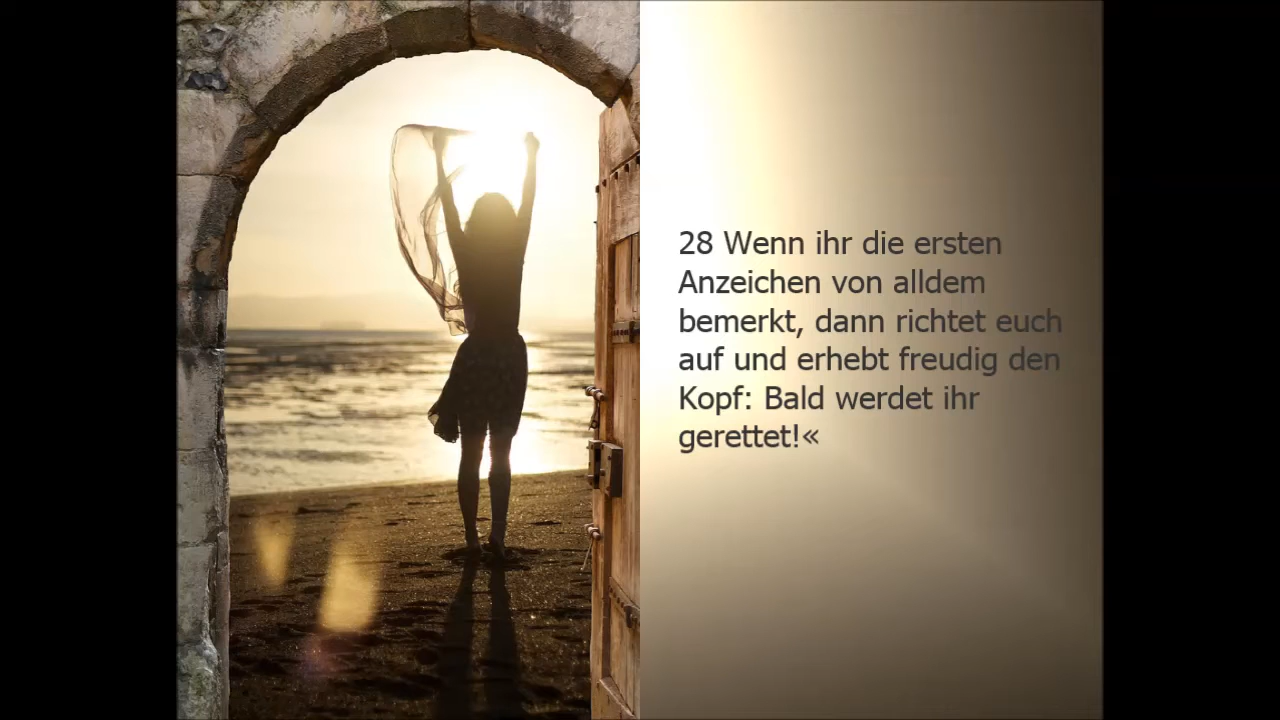 28 Wenn ihr die ersten
Anzeichen von alldem
bemerkt, dann richtet euch
auf und erhebt freudig den
Kopf: Bald werdet ihr
gerettet!«